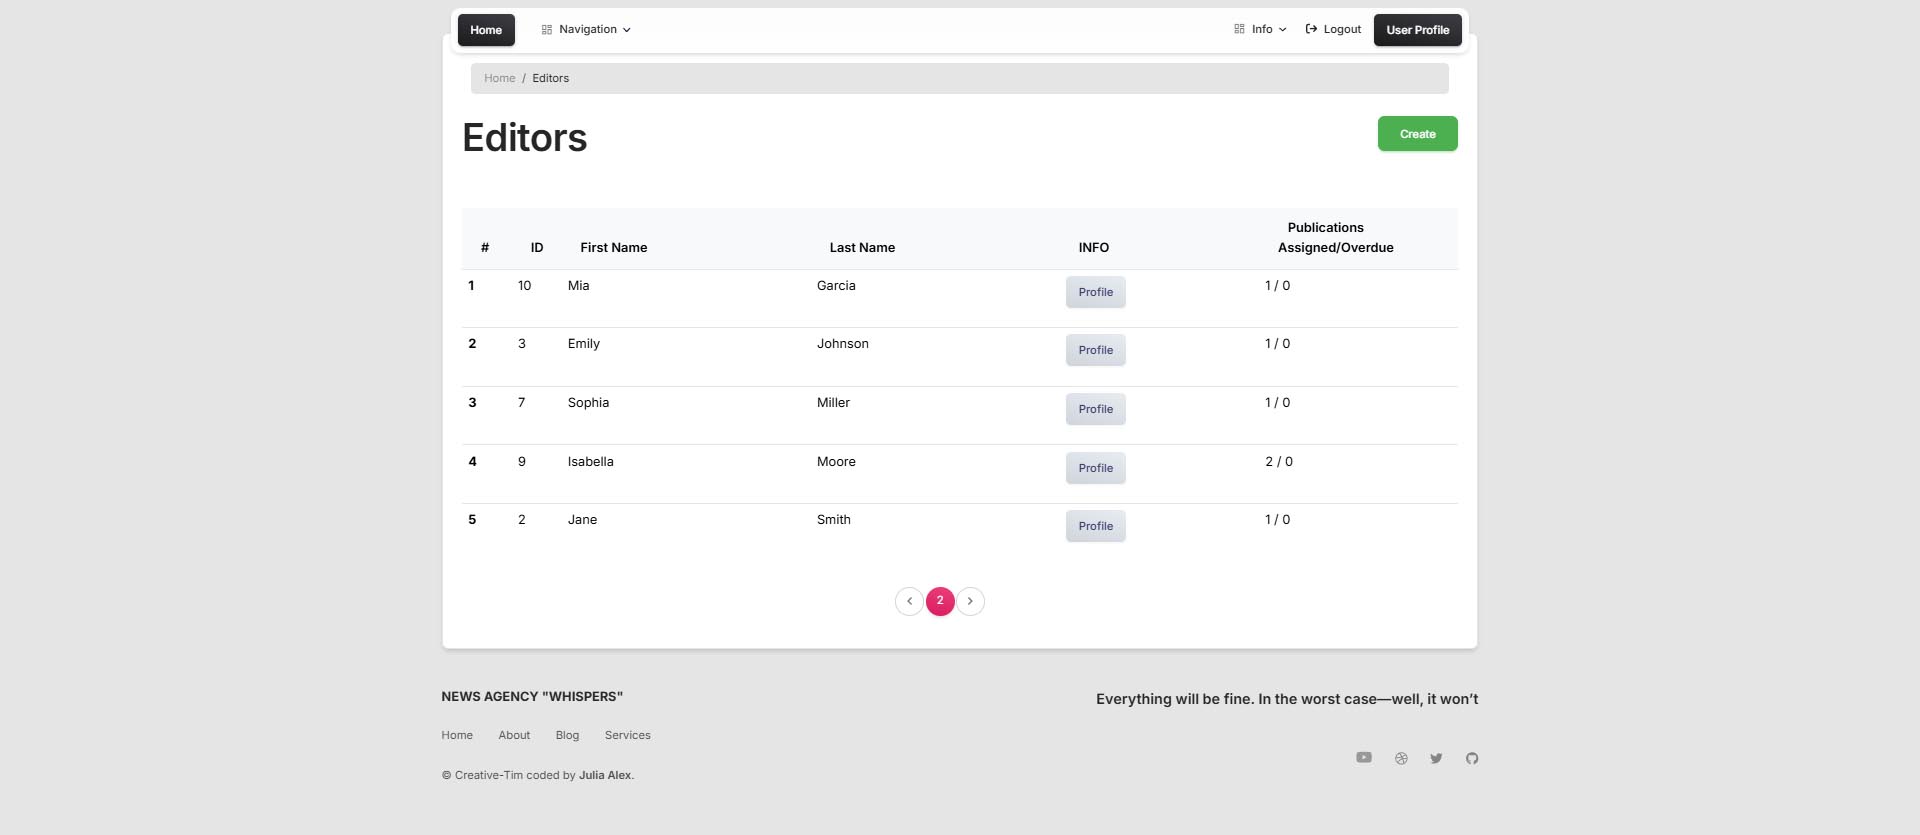 Home Navigation Info Logout User Profile
Home / Editors
Editors
Create
Publications
# ID First Name Last Name INFO Assigned/Overdue
1 10 Mia Garcia Profile 1 / 0
2 3 Emily Johnson Profile 1 / 0
3 7 Sophia Miller Profile 1 / 0
4 9 Isabella Moore Profile 2 / 0
5 2 Jane Smith Profile 1 / 0
2
NEWS AGENCY "WHISPERS"
Everything will be fine. In the worst case—well, it won’t
Home About Blog Services
© Creative-Tim coded by Julia Alex.